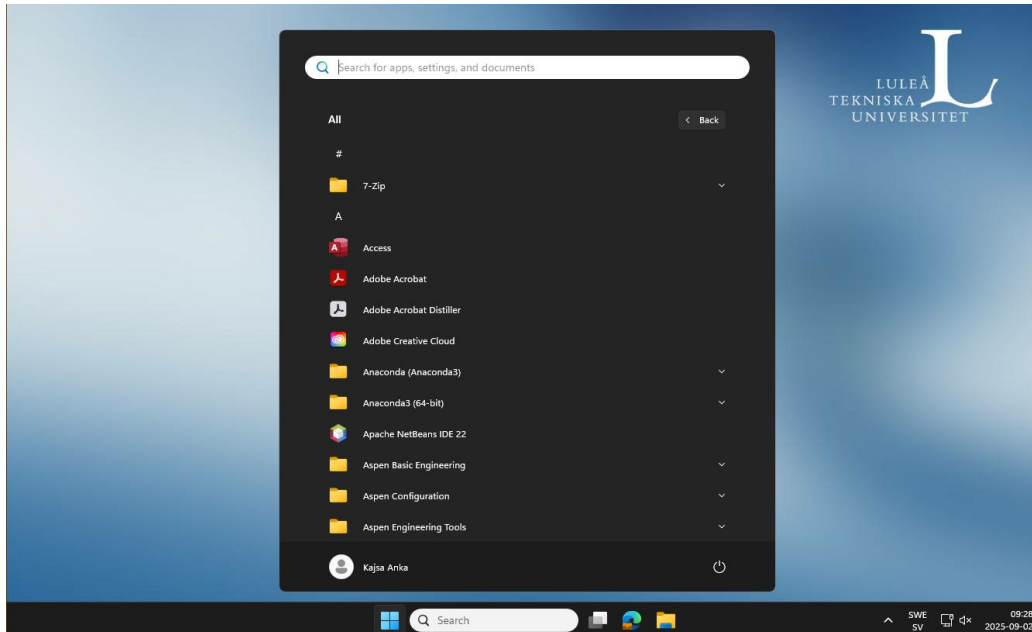 Search for apps, settings, and documents
LULEÅ
TEKNISKA
UNIVERSITET
All
Back
#
7-Zip
A
Access
Adobe Acrobat
Adobe Acrobat Distiller
Adobe Creative Cloud
Anaconda (Anaconda3)
Anaconda3 (64-bit)
Apache NetBeans IDE 22
Aspen Basic Engineering
Aspen Configuration
Aspen Engineering Tools
Kajsa Anka
Search
SWE
SV
09:28
2025-09-02